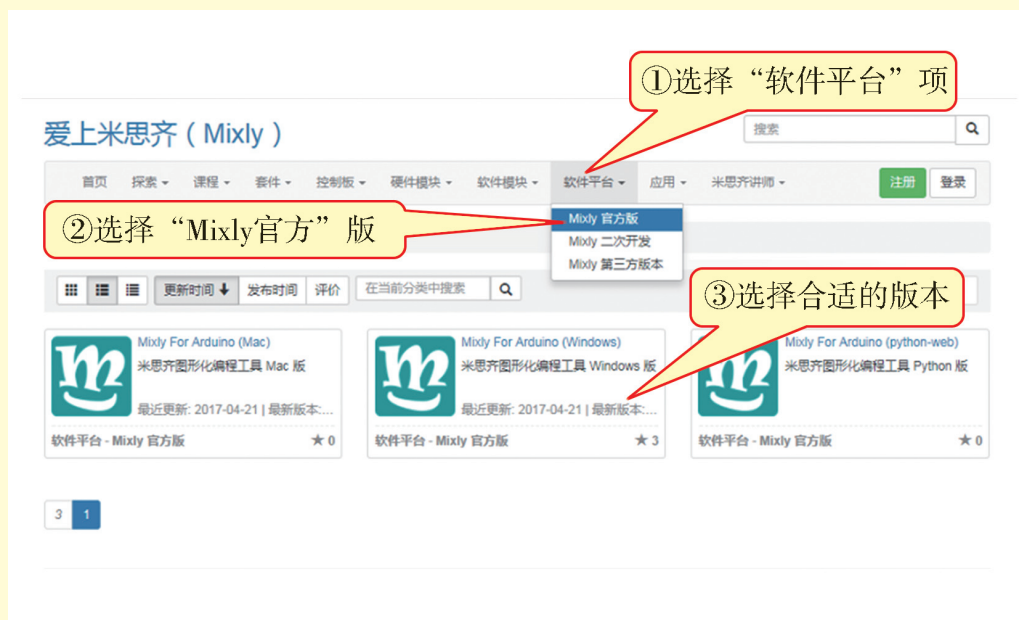 ①选择“软件平台”项
爱上米思齐（Mixly）
搜索
首页 探索 课程 套件 控制板 硬件模块 软件模块 软件平台 应用 米思齐讲师 注册 登录
②选择“Mixly官方”版
Mixly 官方版
Mixly 二次开发
Mixly 第三方版本
更新时间 发布时间 评价 在当前分类中搜索
③选择合适的版本
Mixly For Arduino (Mac)
米思齐图形化编程工具 Mac 版
最近更新: 2017-04-21 | 最新版本:...
软件平台 - Mixly 官方版 ★ 0
Mixly For Arduino (Windows)
米思齐图形化编程工具 Windows 版
最近更新: 2017-04-21 | 最新版本:...
软件平台 - Mixly 官方版 ★ 3
Mixly For Arduino (python-web)
米思齐图形化编程工具 Python 版
软件平台 - Mixly 官方版 ★ 0
3 1